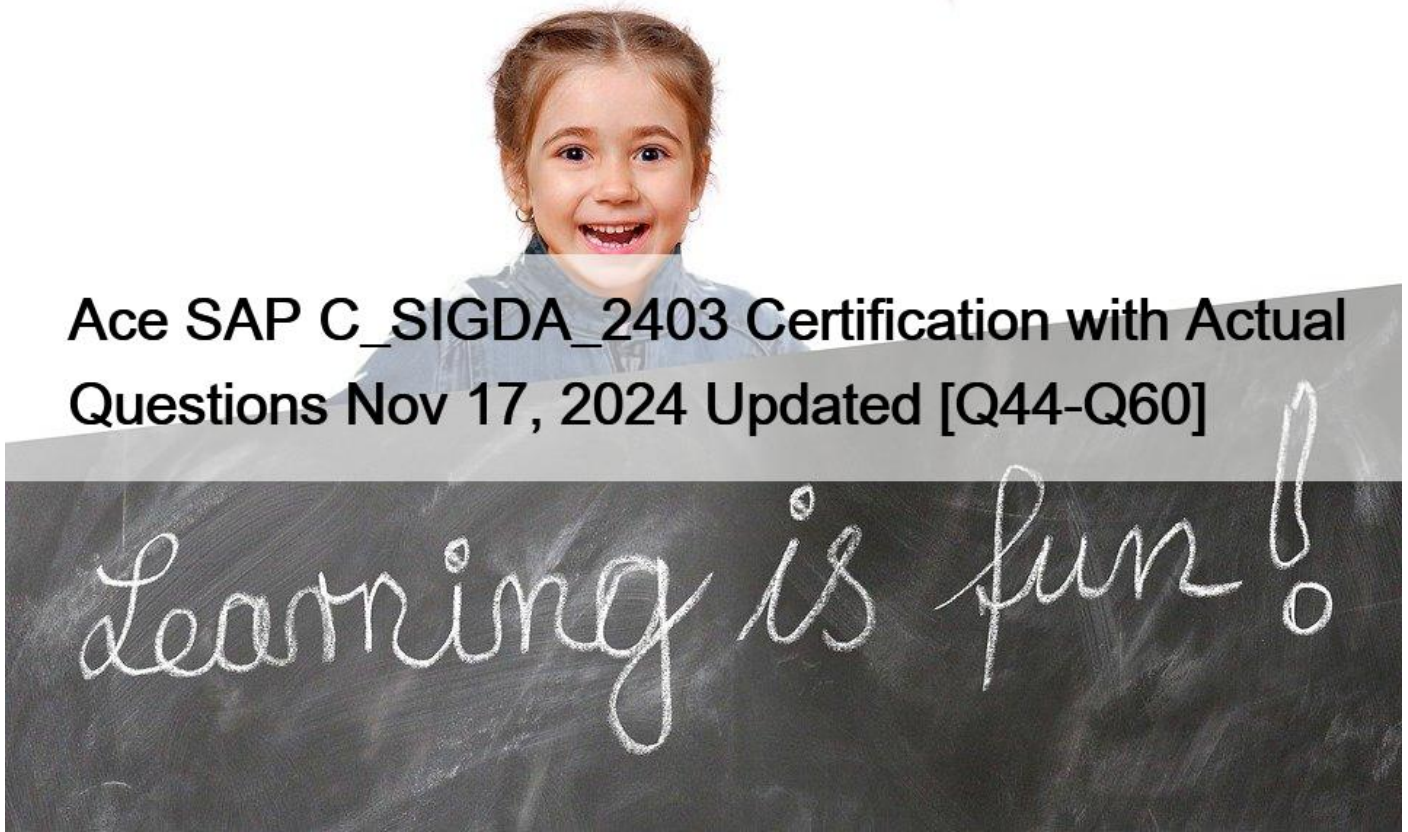 Ace SAP C_SIGDA_2403 Certification with Actual
Questions Nov 17, 2024 Updated [Q44-Q60]
Learning is fun!